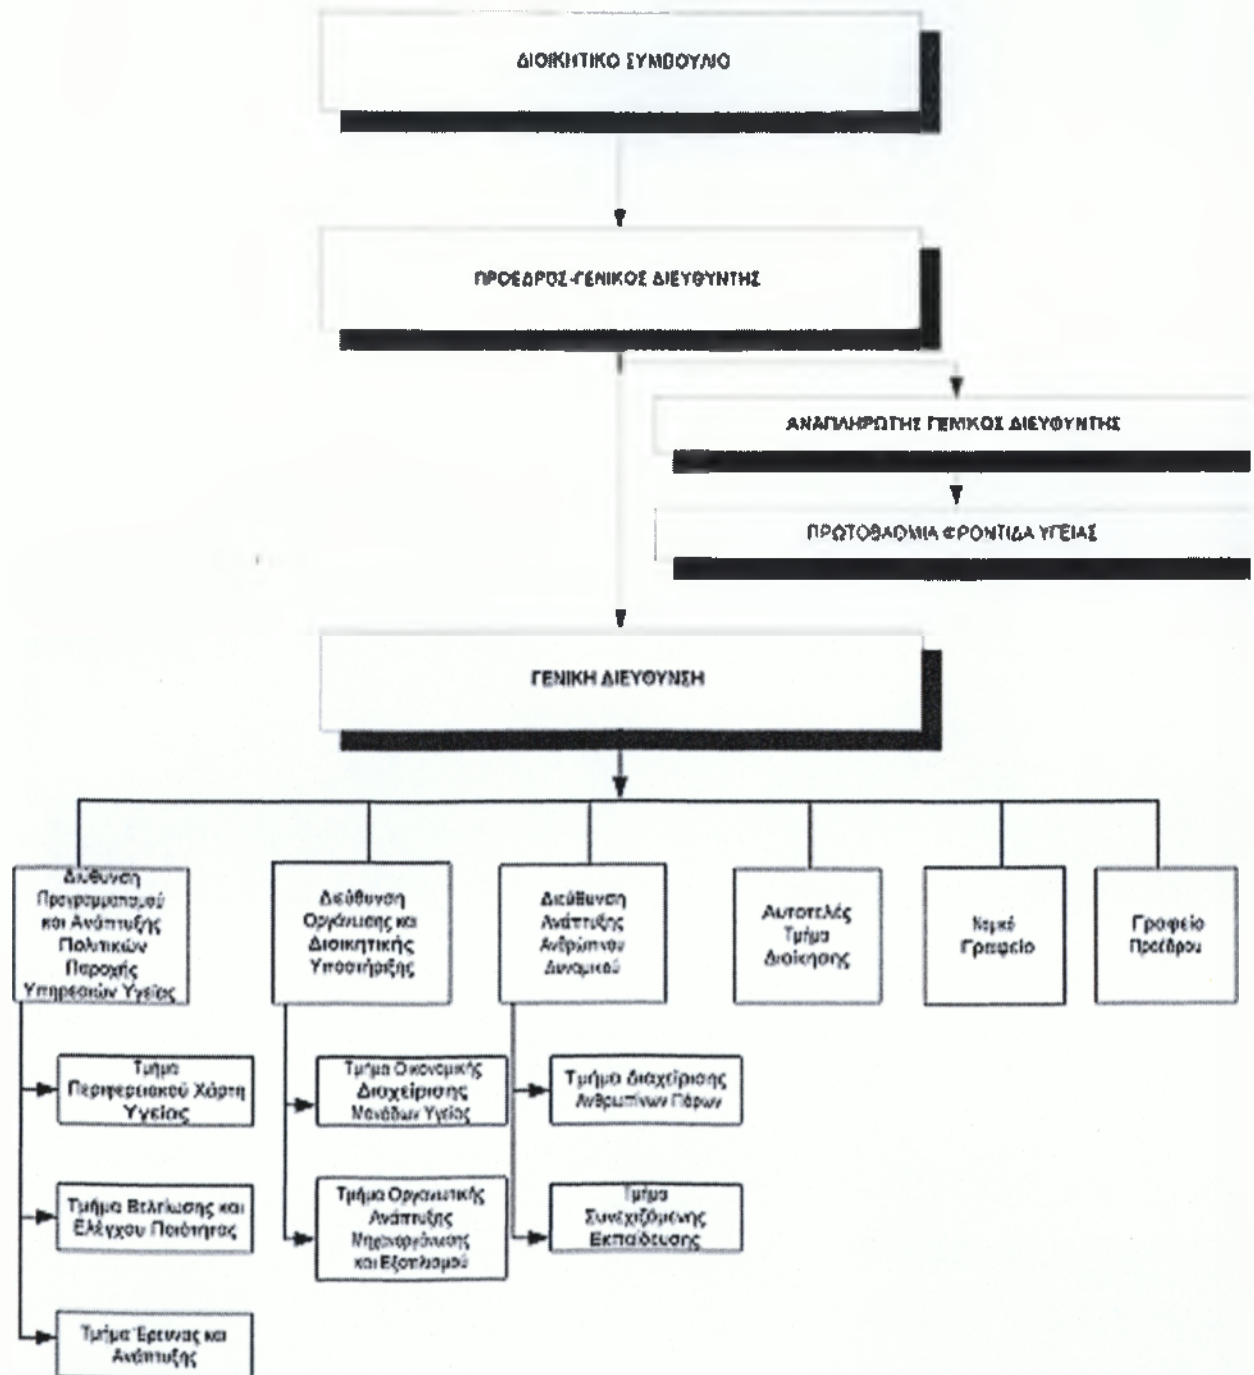 ΔΙΟΙΚΗΤΙΚΟ ΣΥΜΒΟΥΛΙΟ
ΠΡΟΕΔΡΟΣ-ΓΕΝΙΚΟΣ ΔΙΕΥΘΥΝΤΗΣ
ΑΝΑΠΛΗΡΩΤΗΣ ΓΕΝΙΚΟΣ ΔΙΕΥΘΥΝΤΗΣ
ΠΡΩΤΟΒΑΘΜΙΑ ΦΡΟΝΤΙΔΑ ΥΓΕΙΑΣ
ΓΕΝΙΚΗ ΔΙΕΥΘΥΝΣΗ
Διεύθυνση
Προγραμματισμού
και Ανάπτυξης
Πολιτικών
Παροχής
Υπηρεσιών Υγείας
Διεύθυνση
Οργάνωσης και
Διοικητικής
Υποστήριξης
Διεύθυνση
Ανάπτυξης
Ανθρώπινου
Δυναμικού
Αυτοτελές
Τμήμα
Διοίκησης
Νομικό
Γραφείο
Γραφείο
Προέδρου
Τμήμα
Περιφερειακού Χάρτη
Υγείας
Τμήμα Βελτίωσης και
Ελέγχου Ποιότητας
Τμήμα Έρευνας και
Ανάπτυξης
Τμήμα Οικονομικής
Διαχείρισης
Μονάδων Υγείας
Τμήμα Οργανωτικής
Ανάπτυξης
Μηχανοργάνωσης
και Εξοπλισμού
Τμήμα Διαχείρισης
Ανθρωπίνων Πόρων
Τμήμα
Συνεχιζόμενης
Εκπαίδευσης